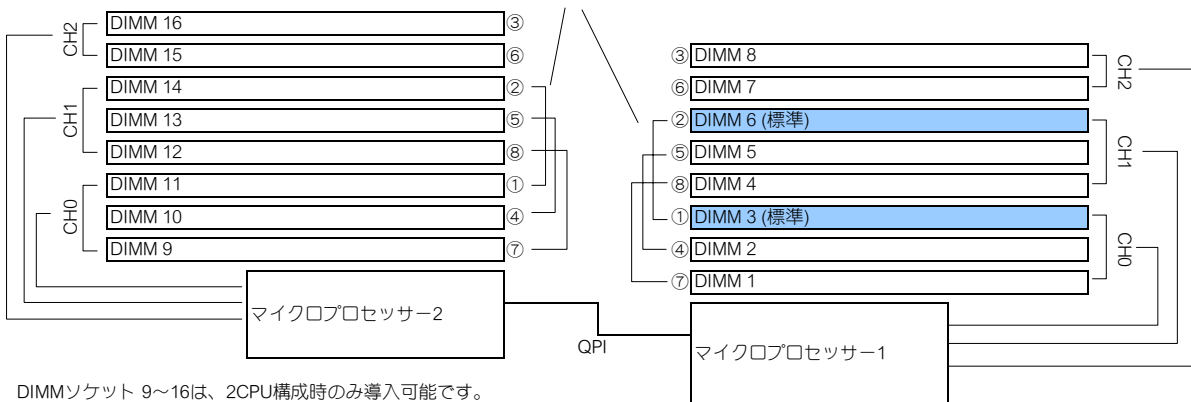 CH2
DIMM 16 ③
DIMM 15 ⑥
CH1
DIMM 14 ②
DIMM 13 ⑤
DIMM 12 ⑧
CH0
DIMM 11 ①
DIMM 10 ④
DIMM 9 ⑦
マイクロプロセッサー2
QPI
③ DIMM 8
⑥ DIMM 7
CH2
② DIMM 6 (標準)
⑤ DIMM 5
⑧ DIMM 4
CH1
① DIMM 3 (標準)
④ DIMM 2
⑦ DIMM 1
CH0
マイクロプロセッサー1
DIMMソケット 9～16は、2CPU構成時のみ導入可能です。